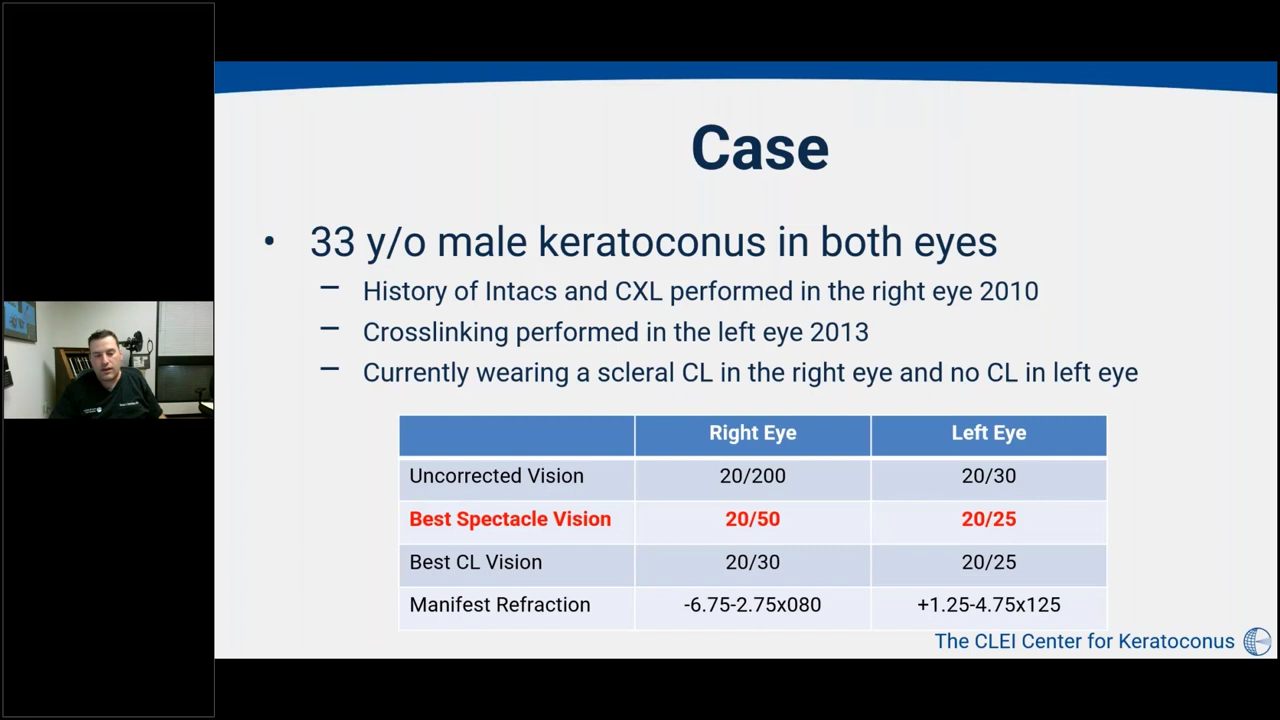 Case
• 33 y/o male keratoconus in both eyes
– History of Intacs and CXL performed in the right eye 2010
– Crosslinking performed in the left eye 2013
– Currently wearing a scleral CL in the right eye and no CL in left eye
Right Eye Left Eye
Uncorrected Vision 20/200 20/30
Best Spectacle Vision 20/50 20/25
Best CL Vision 20/30 20/25
Manifest Refraction -6.75-2.75x080 +1.25-4.75x125
The CLEI Center for Keratoconus